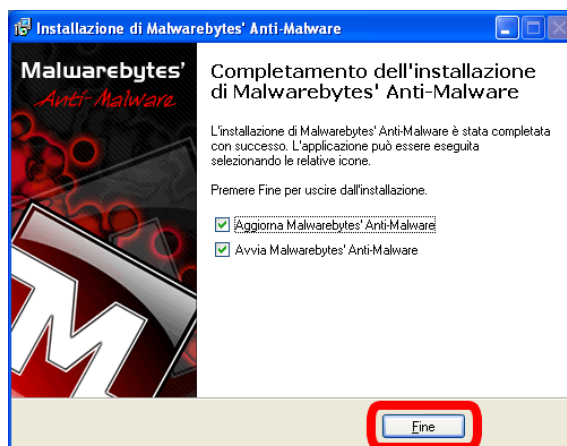 Installazione di Malwarebytes' Anti-Malware
Malwarebytes'
Anti-Malware
Completamento dell'installazione
di Malwarebytes' Anti-Malware
L'installazione di Malwarebytes' Anti-Malware è stata completata
con successo. L'applicazione può essere eseguita
selezionando le relative icone.
Premere Fine per uscire dall'installazione.
Aggiorna Malwarebytes' Anti-Malware
Avvia Malwarebytes' Anti-Malware
Fine